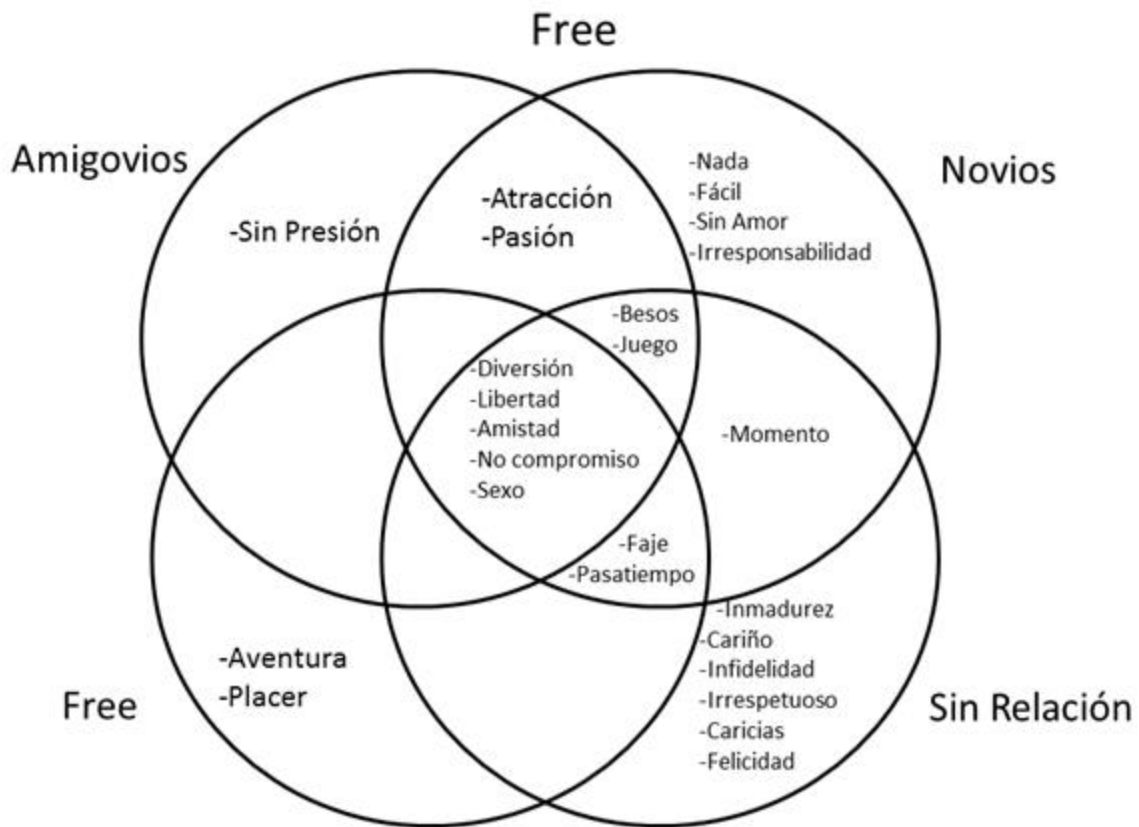 Free
Amigovios
Novios
-Sin Presión
-Atracción
-Pasión
-Nada
-Fácil
-Sin Amor
-Irresponsabilidad
-Besos
-Juego
-Diversión
-Libertad
-Amistad
-No compromiso
-Sexo
-Momento
-Faje
-Pasatiempo
-Aventura
-Placer
-Inmadurez
-Cariño
-Infidelidad
-Irrespetuoso
-Caricias
-Felicidad
Free
Sin Relación